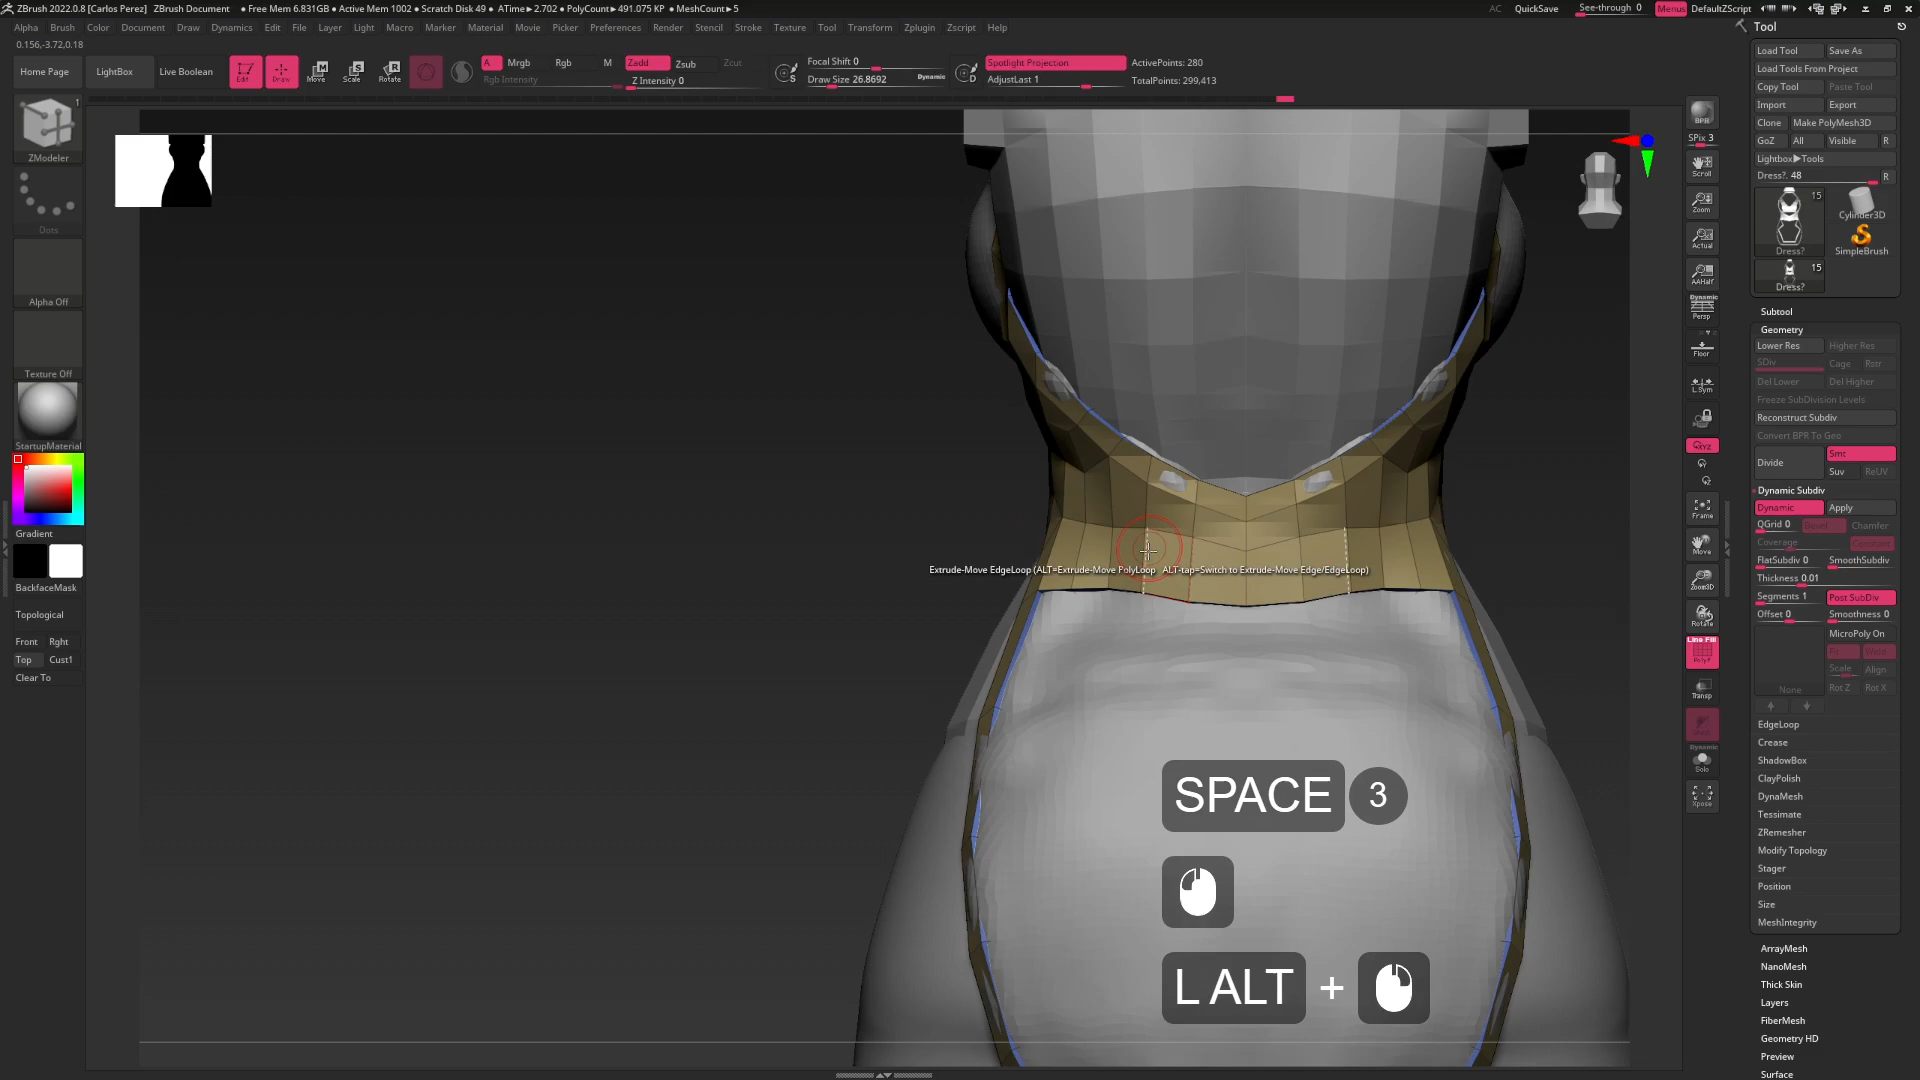 ZBrush 2022.0.8 [Carlos Perez]  ZBrush Document  ● Free Mem 6.831GB ● Active Mem 1002 ● Scratch Disk 49 ● ATime►2.702 ● PolyCount►491.075 KP ● MeshCount►5  AC  QuickSave  See-through 0  Menus  DefaultZScript
Alpha Brush Color Document Draw Dynamics Edit File Layer Light Macro Marker Material Movie Picker Preferences Render Stencil Stroke Texture Tool Transform Zplugin Zscript Help
0.156,-3.72,0.18
Home Page
LightBox
Live Boolean
Edit
Draw
Move
Scale
Rotate
A Mrgb Rgb M
Rgb Intensity
Zadd Zsub Zcut
Z Intensity 0
Focal Shift 0
Draw Size 26.8692 Dynamic
Spotlight Projection
AdjustLast 1
ActivePoints: 280
TotalPoints: 299,413
1
ZModeler
Dots
Alpha Off
Texture Off
StartupMaterial
Gradient
BackfaceMask
Topological
Front Rght
Top Cust1
Clear To
Extrude-Move EdgeLoop (ALT=Extrude-Move PolyLoop  ALT-tap=Switch to Extrude-Move Edge/EdgeLoop)
SPACE 3
L ALT +
BPR
SPix 3
Scroll
Zoom
Actual
AAHalf
Dynamic
Persp
Floor
L.Sym
XYZ
Frame
Move
Zoom3D
Rotate
Line Fill
PolyF
Transp
Dynamic
Solo
Xpose
Tool
Load Tool Save As
Load Tools From Project
Copy Tool Paste Tool
Import Export
Clone Make PolyMesh3D
GoZ All Visible R
Lightbox►Tools
Dress?. 48 R
15
Dress?
Cylinder3D
SimpleBrush
15
Dress?
Subtool
Geometry
Lower Res Higher Res
SDiv Cage Rstr
Del Lower Del Higher
Freeze SubDivision Levels
Reconstruct Subdiv
Convert BPR To Geo
Divide Smt
Suv ReUV
Dynamic Subdiv
Dynamic Apply
QGrid 0 Bevel Chamfer
Coverage Constant
FlatSubdiv 0 SmoothSubdiv
Thickness 0.01
Segments 1 Post SubDiv
Offset 0 Smoothness 0
MicroPoly On
Fit Weld
Scale Align
None Rot Z Rot X
EdgeLoop
Crease
ShadowBox
ClayPolish
DynaMesh
Tessimate
ZRemesher
Modify Topology
Stager
Position
Size
MeshIntegrity
ArrayMesh
NanoMesh
Thick Skin
Layers
FiberMesh
Geometry HD
Preview
Surface